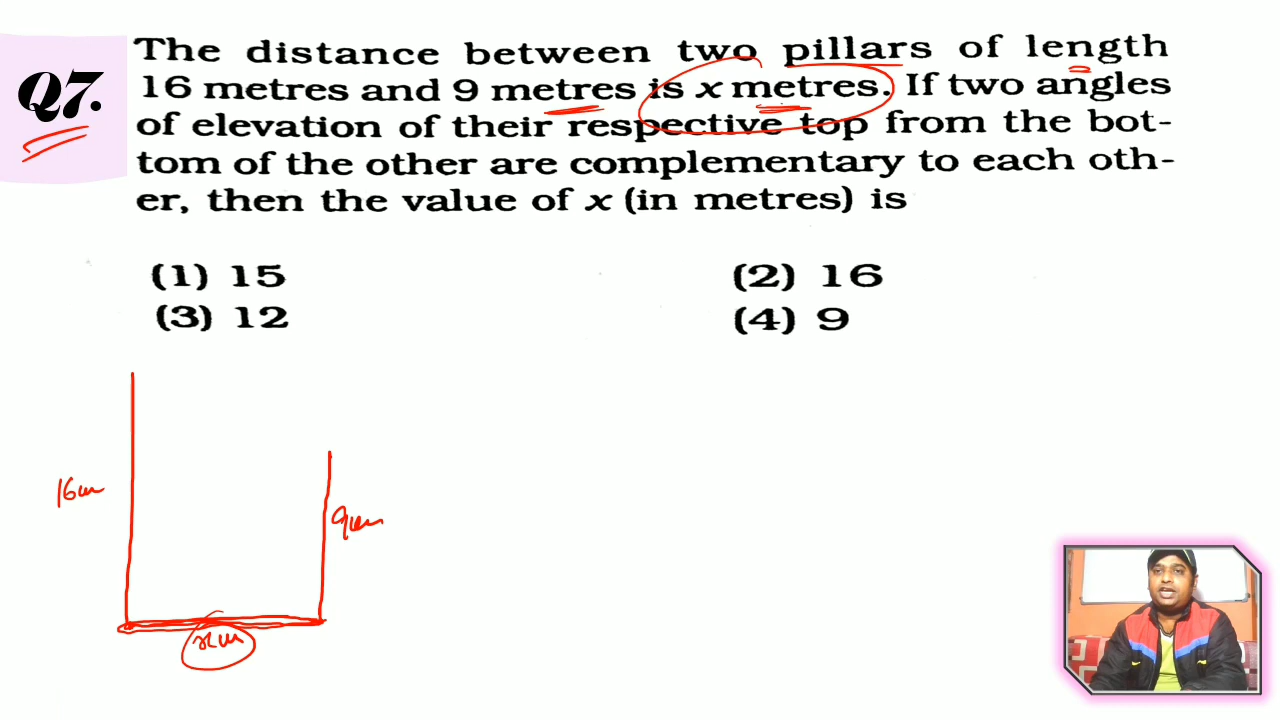 Q7.
The distance between two pillars of length
16 metres and 9 metres is x metres. If two angles
of elevation of their respective top from the bot-
tom of the other are complementary to each oth-
er, then the value of x (in metres) is
(1) 15
(2) 16
(3) 12
(4) 9
16m
9m
xm